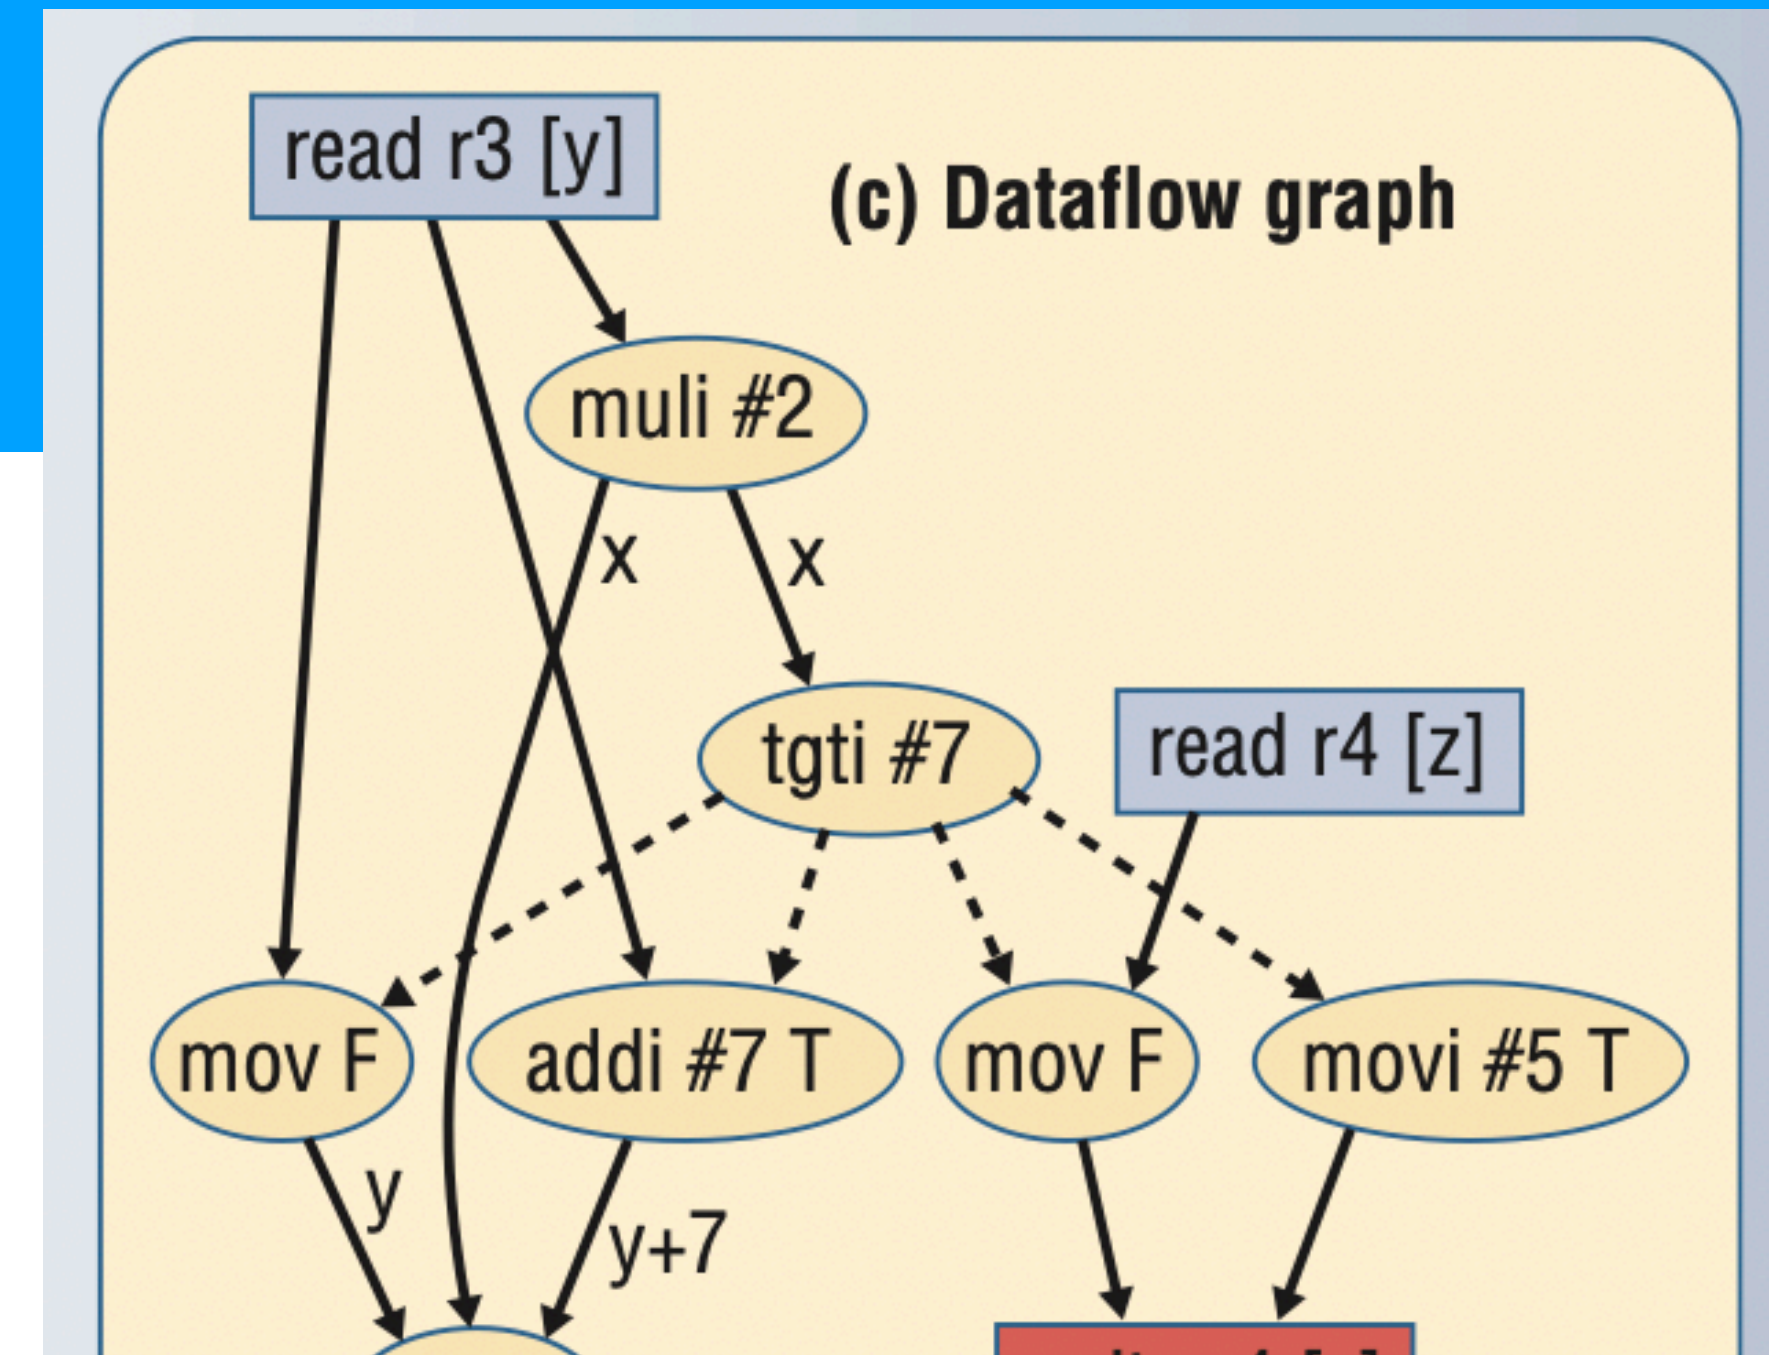 read r3 [y]
(c) Dataflow graph
muli #2
x
x
tgti #7
read r4 [z]
mov F
addi #7 T
mov F
movi #5 T
y
y+7